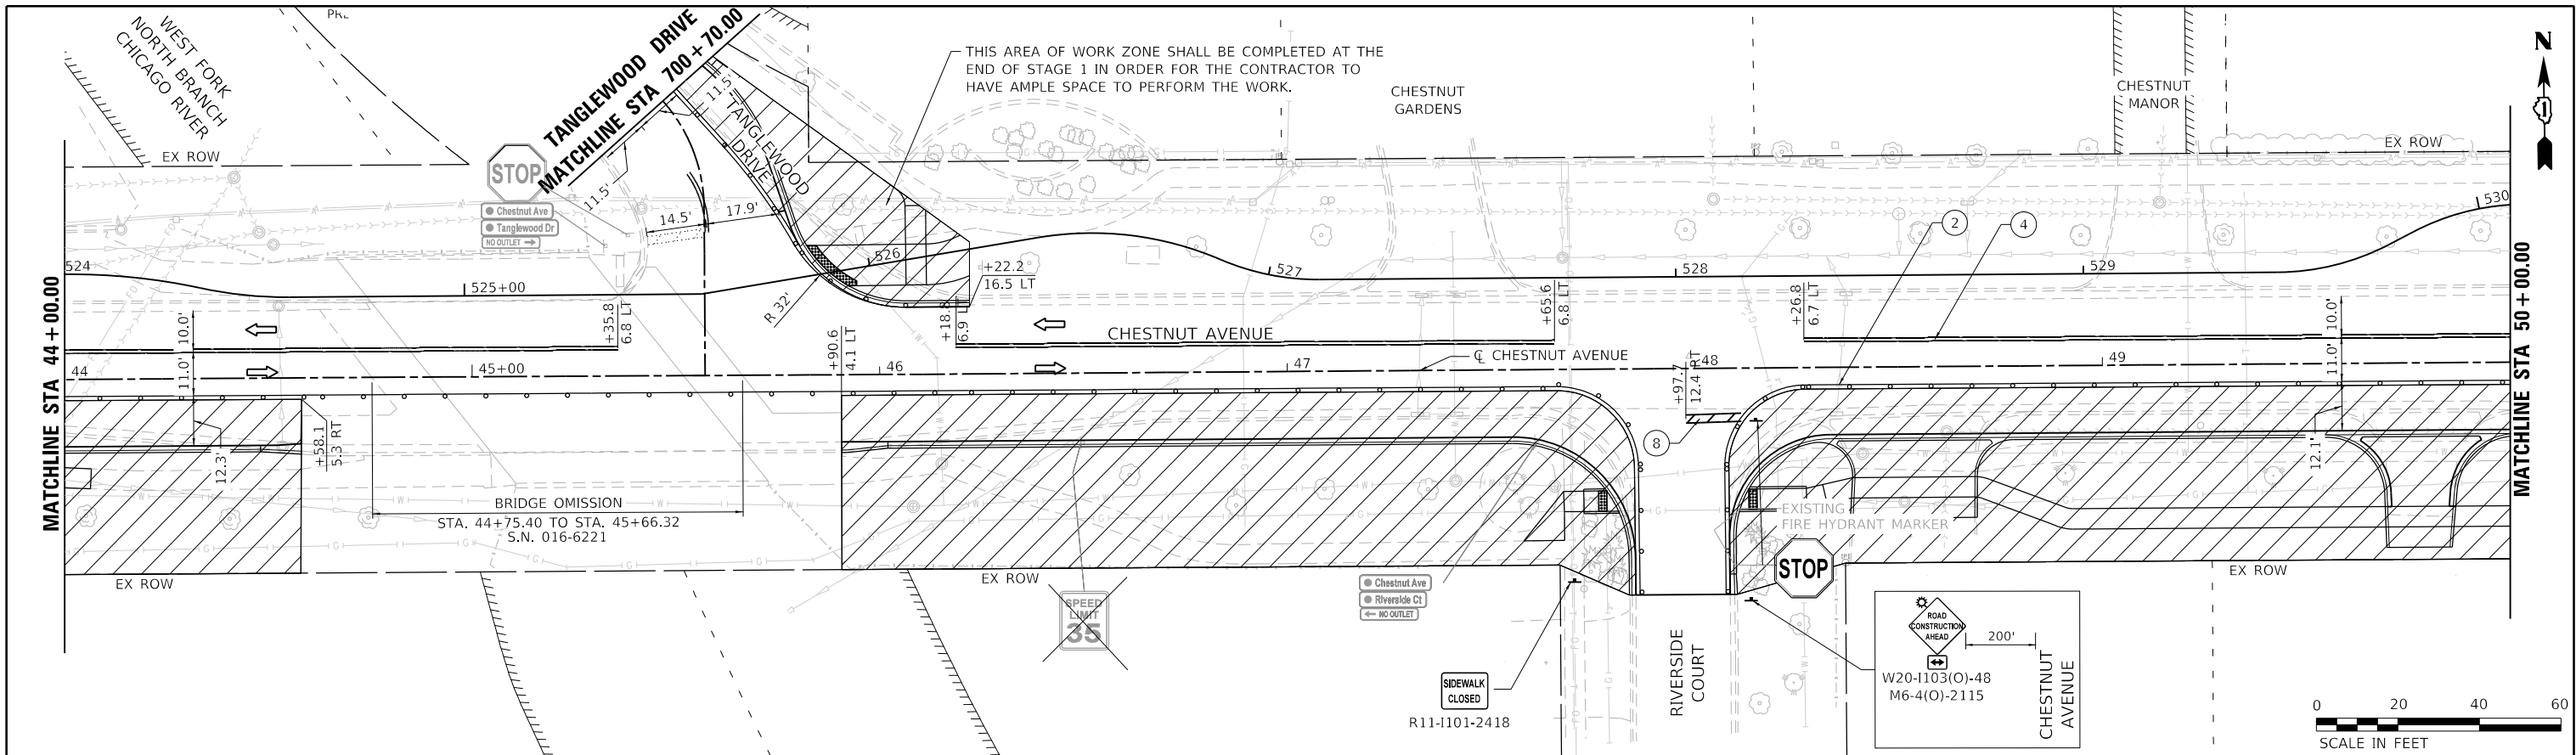 PRL
WEST FORK
NORTH BRANCH
CHICAGO RIVER
TANGLEWOOD DRIVE
MATCHLINE STA 700+70.00
THIS AREA OF WORK ZONE SHALL BE COMPLETED AT THE
END OF STAGE 1 IN ORDER FOR THE CONTRACTOR TO
HAVE AMPLE SPACE TO PERFORM THE WORK.
CHESTNUT
GARDENS
CHESTNUT
MANOR
N
EX ROW
EX ROW
STOP
Chestnut Ave
Tanglewood Dr
NO OUTLET →
11.5'
11.5'
TANGLEWOOD
DRIVE
14.5'
17.9'
R 32'
2
4
524
525+00
526
527
528
529
530
+22.2
16.5 LT
+35.8
6.8 LT
+90.6
4.1 LT
+18.8
6.9 LT
+65.6
6.8 LT
+26.8
6.7 LT
+97.7
12.4 RT
MATCHLINE STA 44+00.00
MATCHLINE STA 50+00.00
CHESTNUT AVENUE
℄ CHESTNUT AVENUE
10.0'
11.0'
12.3'
10.0'
11.0'
12.1'
44
45+00
46
47
48
49
+58.1
5.3 RT
8
BRIDGE OMISSION
STA. 44+75.40 TO STA. 45+66.32
S.N. 016-6221
EXISTING
FIRE HYDRANT MARKER
EX ROW
EX ROW
EX ROW
SPEED
LIMIT
35
Chestnut Ave
Riverside Ct
← NO OUTLET
STOP
SIDEWALK
CLOSED
R11-I101-2418
RIVERSIDE
COURT
ROAD
CONSTRUCTION
AHEAD
200'
W20-I103(O)-48
M6-4(O)-2115
CHESTNUT
AVENUE
0 20 40 60
SCALE IN FEET